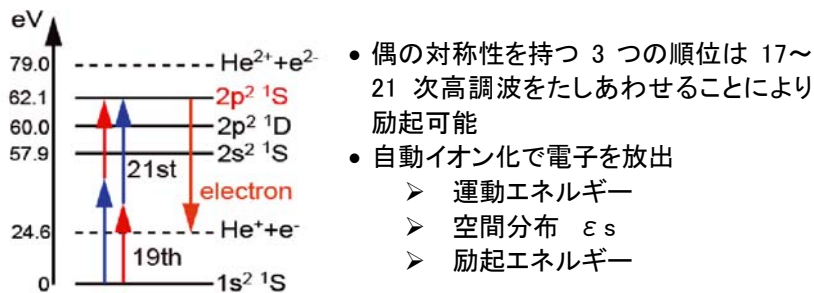 eV
79.0
He2++e2-
62.1
2p2 1S
60.0
2p2 1D
57.9
2s2 1S
21st
electron
24.6
He++e-
19th
0
1s2 1S
• 偶の対称性を持つ 3 つの順位は 17～
21 次高調波をたしあわせることにより
励起可能
• 自動イオン化で電子を放出
➢ 運動エネルギー
➢ 空間分布 εs
➢ 励起エネルギー